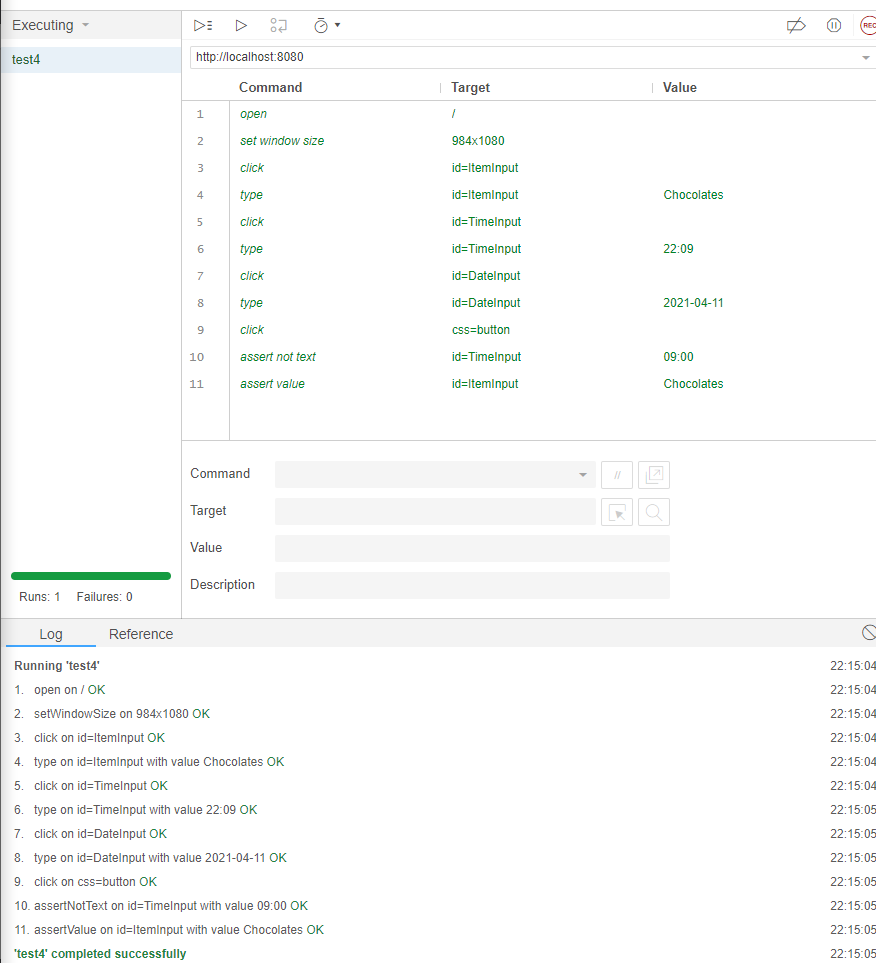 Executing
REC
test4
http://localhost:8080
Command Target Value
1 open /
2 set window size 984x1080
3 click id=ItemInput
4 type id=ItemInput Chocolates
5 click id=TimeInput
6 type id=TimeInput 22:09
7 click id=DateInput
8 type id=DateInput 2021-04-11
9 click css=button
10 assert not text id=TimeInput 09:00
11 assert value id=ItemInput Chocolates
Command //
Target
Value
Description
Runs: 1 Failures: 0
Log Reference
Running 'test4' 22:15:04
1. open on / OK 22:15:04
2. setWindowSize on 984x1080 OK 22:15:04
3. click on id=ItemInput OK 22:15:04
4. type on id=ItemInput with value Chocolates OK 22:15:04
5. click on id=TimeInput OK 22:15:04
6. type on id=TimeInput with value 22:09 OK 22:15:05
7. click on id=DateInput OK 22:15:05
8. type on id=DateInput with value 2021-04-11 OK 22:15:05
9. click on css=button OK 22:15:05
10. assertNotText on id=TimeInput with value 09:00 OK 22:15:05
11. assertValue on id=ItemInput with value Chocolates OK 22:15:05
'test4' completed successfully 22:15:05